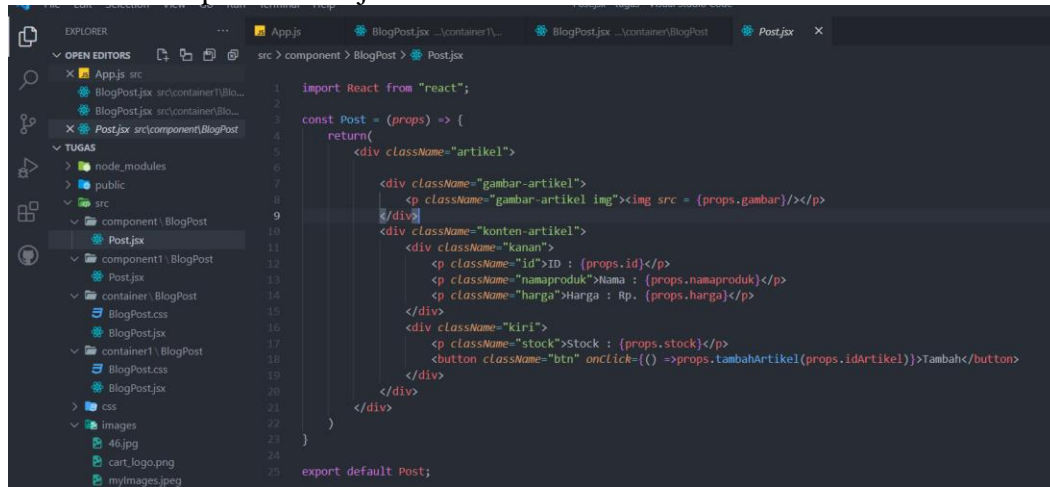 File Edit Selection View Go Run Terminal Help
EXPLORER
App.js
BlogPost.jsx ...\container1\...
BlogPost.jsx ...\container\BlogPost
Post.jsx
OPEN EDITORS
src > component > BlogPost > Post.jsx
App.js src
BlogPost.jsx src\container1\Blo...
BlogPost.jsx src\container\Blo...
Post.jsx src\component\BlogPost
TUGAS
node_modules
public
src
component \ BlogPost
Post.jsx
component1 \ BlogPost
Post.jsx
container \ BlogPost
BlogPost.css
BlogPost.jsx
container1 \ BlogPost
BlogPost.css
BlogPost.jsx
css
images
46.jpg
cart_logo.png
myImages.jpeg
1 import React from "react";
2
3 const Post = (props) => {
4 return(
5 <div className="artikel">
6
7 <div className="gambar-artikel">
8 <p className="gambar-artikel img"><img src = {props.gambar}/></p>
9 </div>
10 <div className="konten-artikel">
11 <div className="kanan">
12 <p className="id">ID : {props.id}</p>
13 <p className="namaproduk">Nama : {props.namaproduk}</p>
14 <p className="harga">Harga : Rp. {props.harga}</p>
15 </div>
16 <div className="kiri">
17 <p className="stock">Stock : {props.stock}</p>
18 <button className="btn" onClick={() =>props.tambahArtikel(props.idArtikel)}>Tambah</button>
19 </div>
20 </div>
21 </div>
22 )
23 }
24
25 export default Post;